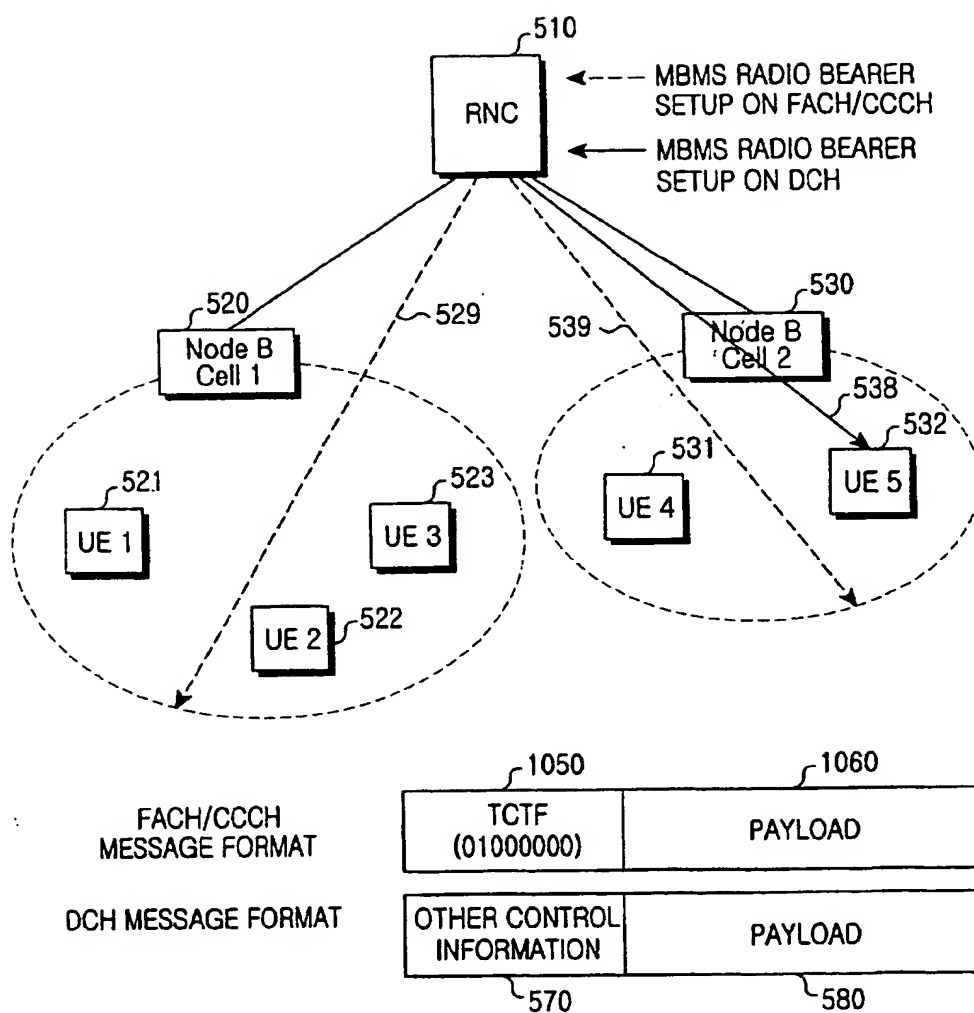 510
RNC
MBMS RADIO BEARER
SETUP ON FACH/CCCH
MBMS RADIO BEARER
SETUP ON DCH
520
Node B
Cell 1
529
539
530
Node B
Cell 2
538
532
UE 5
531
UE 4
521
UE 1
523
UE 3
UE 2
522
1050
1060
FACH/CCCH
MESSAGE FORMAT
TCTF
(01000000)
PAYLOAD
DCH MESSAGE FORMAT
OTHER CONTROL
INFORMATION
PAYLOAD
570
580